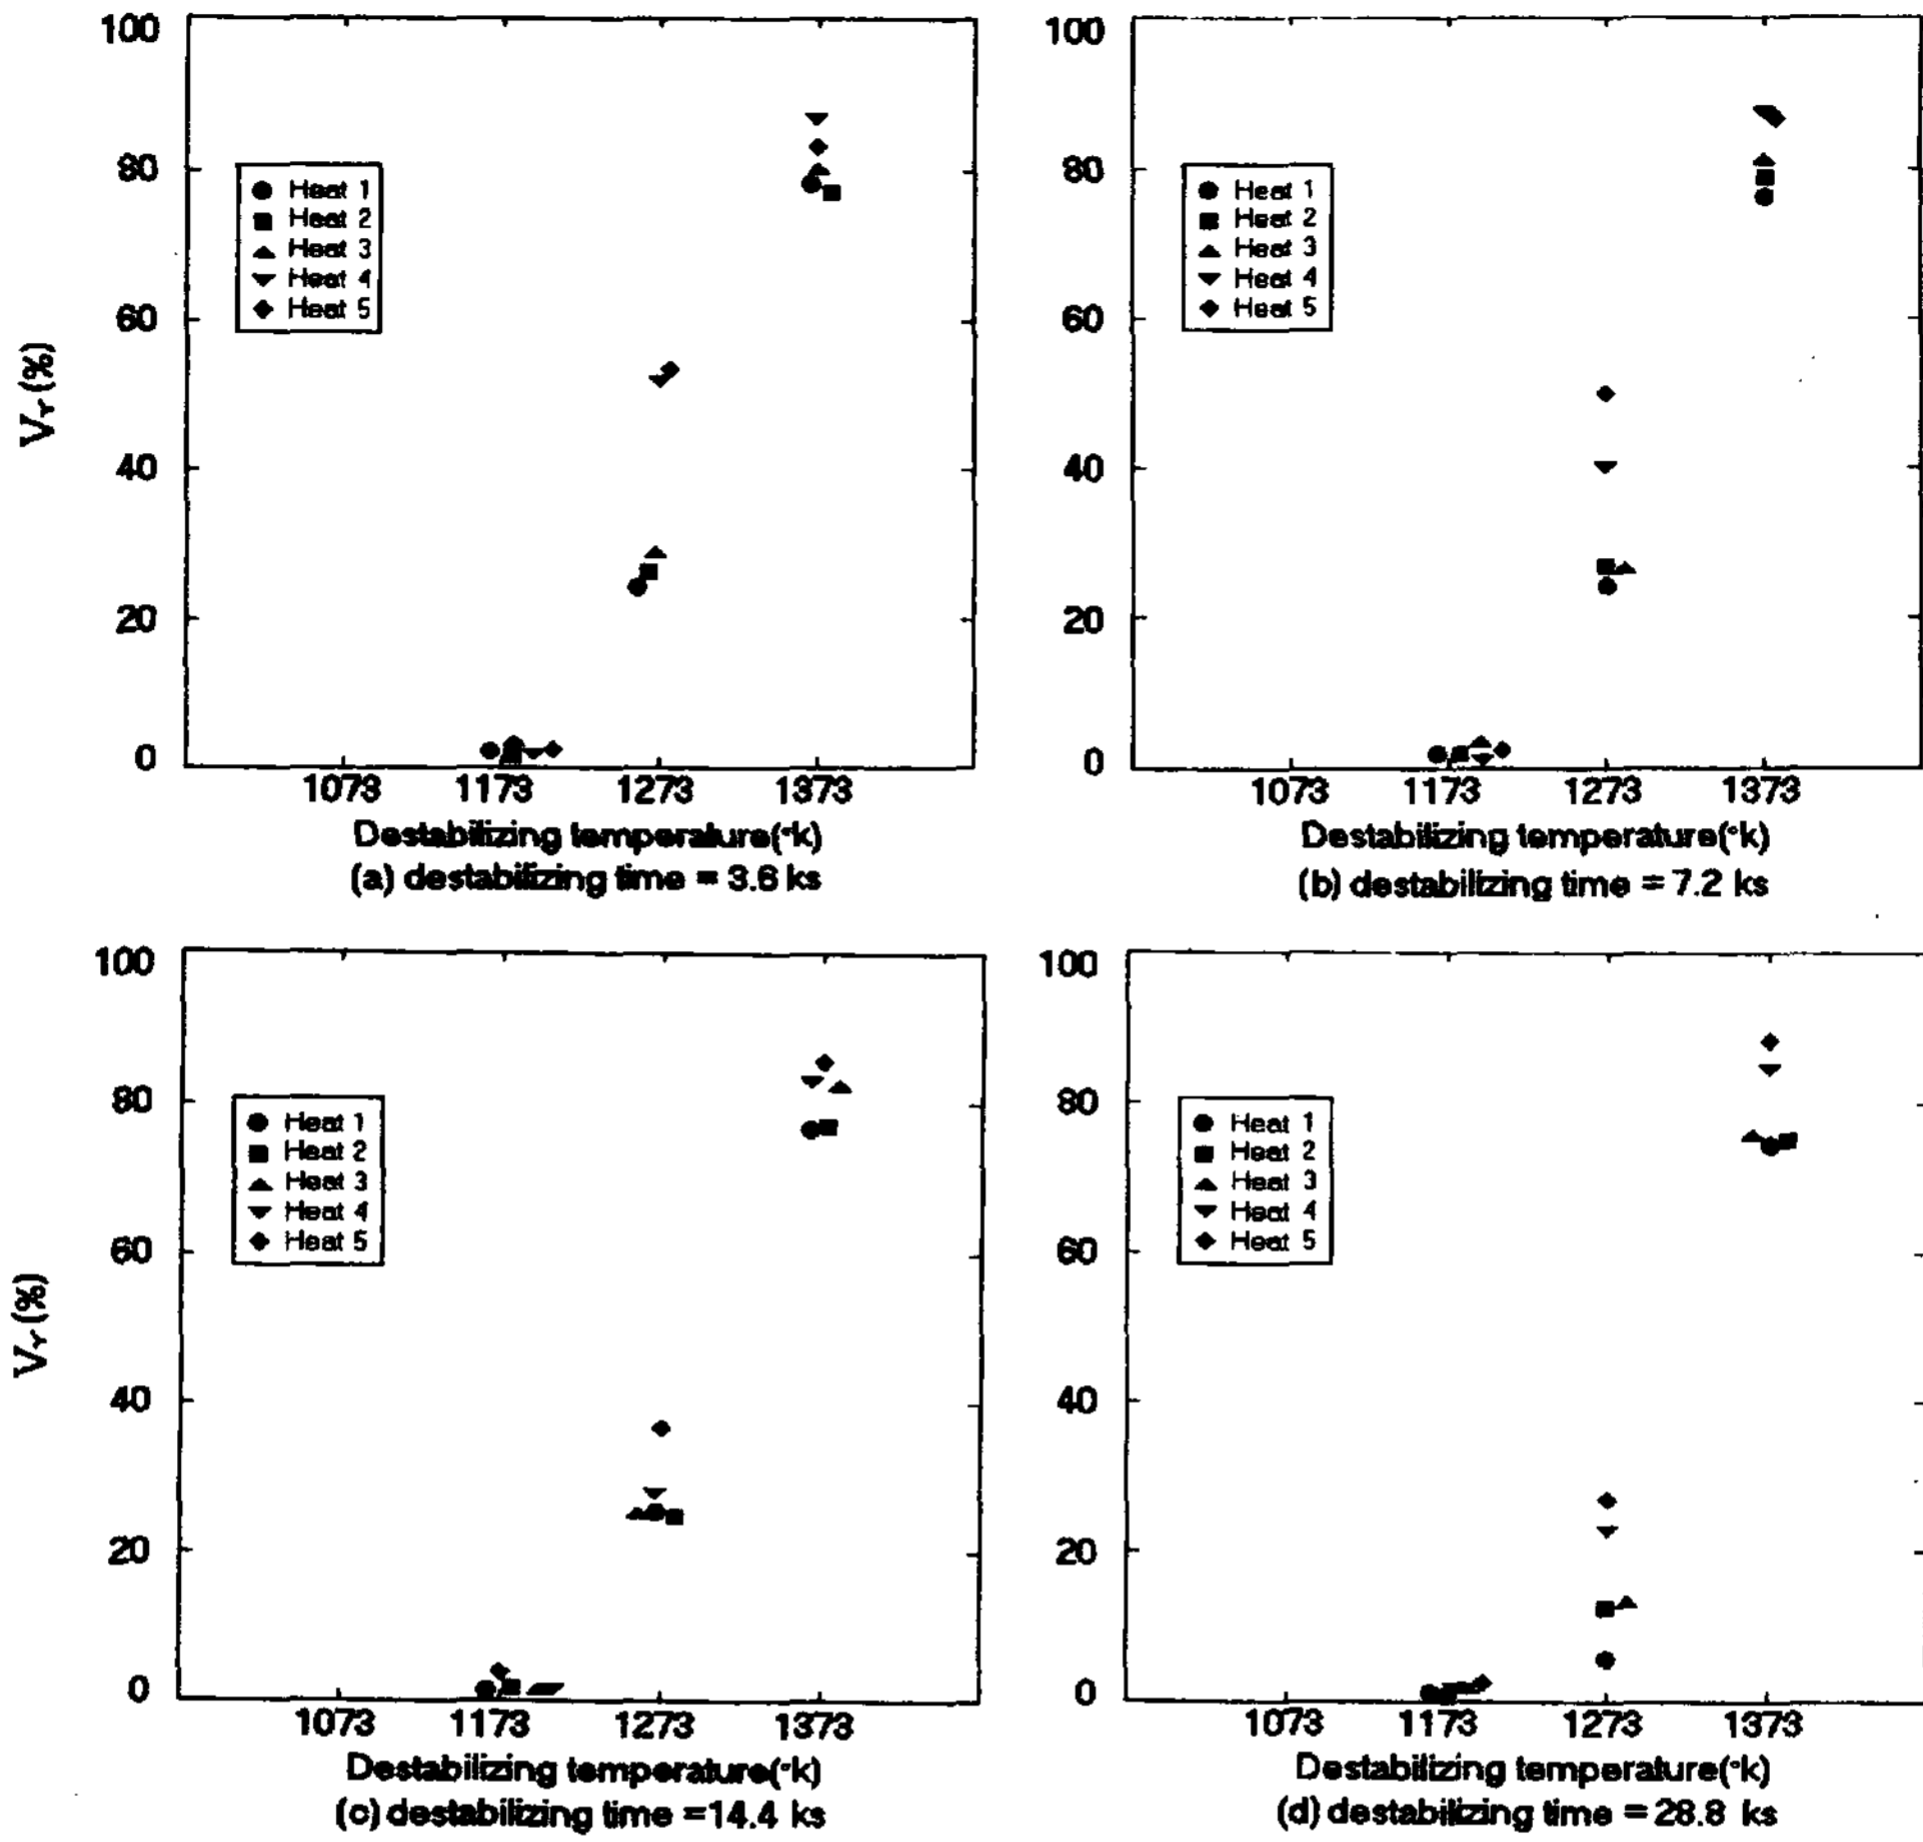 100
80
60
40
20
0
Vγ (%)
Heat 1
Heat 2
Heat 3
Heat 4
Heat 5
1073 1173 1273 1373
Destabilizing temperature(°k)
(a) destabilizing time = 3.6 ks
100
80
60
40
20
0
Heat 1
Heat 2
Heat 3
Heat 4
Heat 5
1073 1173 1273 1373
Destabilizing temperature(°k)
(b) destabilizing time = 7.2 ks
100
80
60
40
20
0
Vγ (%)
Heat 1
Heat 2
Heat 3
Heat 4
Heat 5
1073 1173 1273 1373
Destabilizing temperature(°k)
(c) destabilizing time =14.4 ks
100
80
60
40
20
0
Heat 1
Heat 2
Heat 3
Heat 4
Heat 5
1073 1173 1273 1373
Destabilizing temperature(°k)
(d) destabilizing time = 28.8 ks